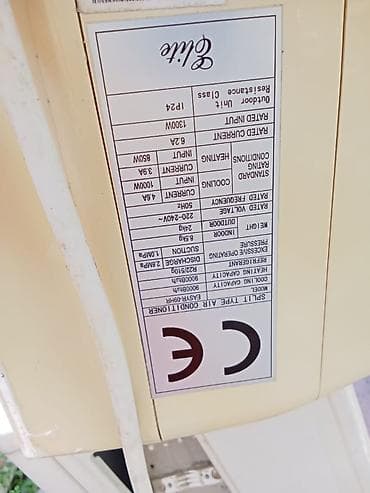 CE
SPLIT TYPE AIR CONDITIONER
MODEL EASYR-09HR
COOLING CAPACITY 9000Btu/h
HEATING CAPACITY 9000Btu/h
REFRIGERANT R22/510g
EXCESSIVE OPERATING PRESSURE DISCHARGE 2.6MPa
SUCTION 1.0MPa
WEIGHT INDOOR 8.5kg
OUTDOOR 24kg
RATED VOLTAGE 220-240V~
RATED FREQUENCY 50Hz
STANDARD RATING CONDITIONS COOLING CURRENT 4.6A
INPUT 1000W
HEATING CURRENT 3.9A
INPUT 850W
RATED CURRENT 6.2A
RATED INPUT 1300W
Outdoor Unit
Resistance Class IP24
Elite